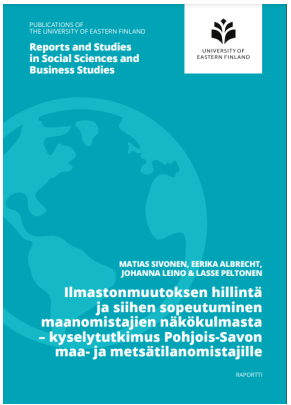 PUBLICATIONS OF
THE UNIVERSITY OF EASTERN FINLAND
Reports and Studies
in Social Sciences and
Business Studies
UNIVERSITY OF
EASTERN FINLAND
MATIAS SIVONEN, EERIKA ALBRECHT,
JOHANNA LEINO & LASSE PELTONEN
Ilmastonmuutoksen hillintä
ja siihen sopeutuminen
maanomistajien näkökulmasta
– kyselytutkimus Pohjois-Savon
maa- ja metsätilanomistajille
RAPORTTI